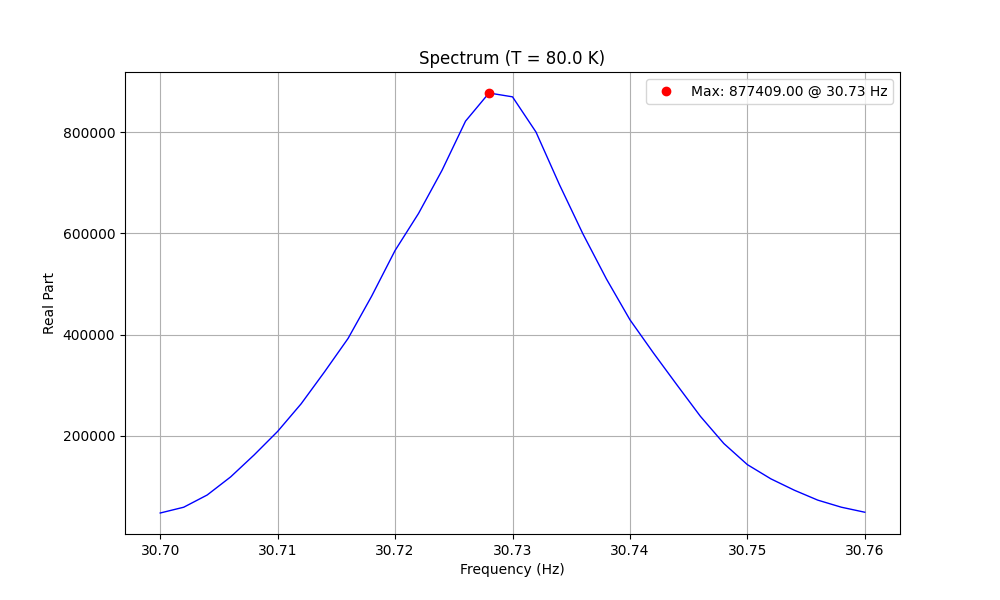 Spectrum (T = 80.0 K)
Max: 877409.00 @ 30.73 Hz
Real Part
800000
600000
400000
200000
30.70 30.71 30.72 30.73 30.74 30.75 30.76
Frequency (Hz)